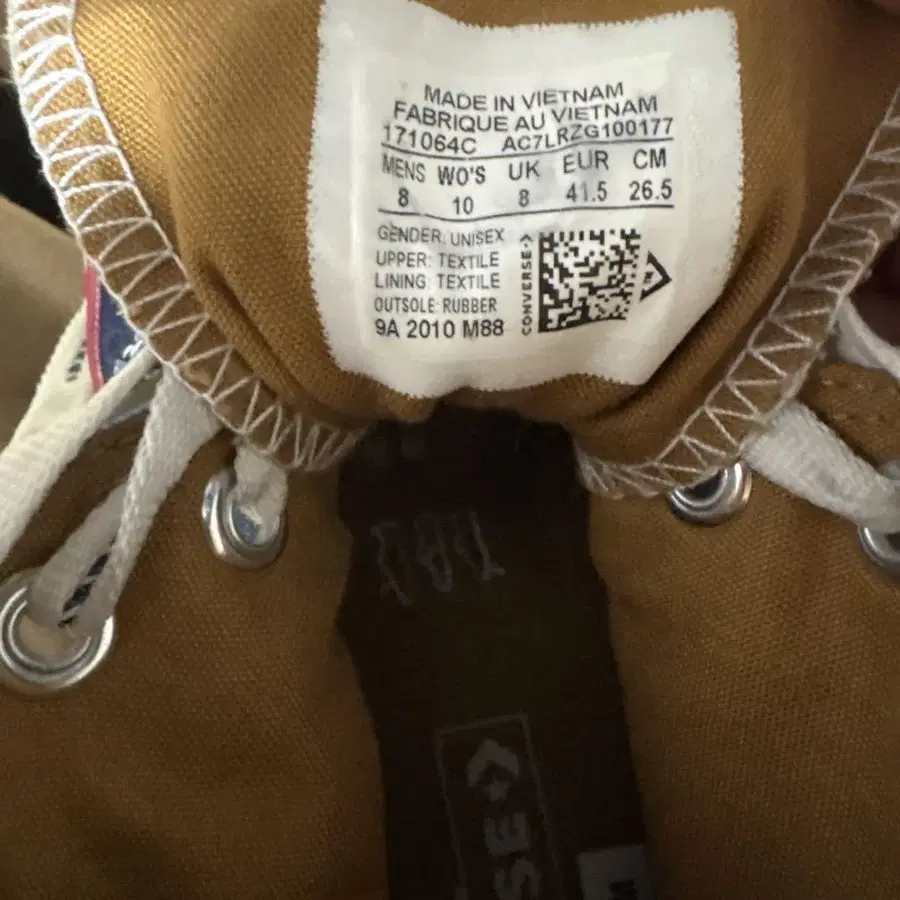 MADE IN VIETNAM
FABRIQUE AU VIETNAM
171064C AC7LRZG100177
MENS WO'S UK EUR CM
8 10 8 41.5 26.5
GENDER: UNISEX
UPPER: TEXTILE
LINING: TEXTILE
OUTSOLE: RUBBER
9A 2010 M88
CONVERSE